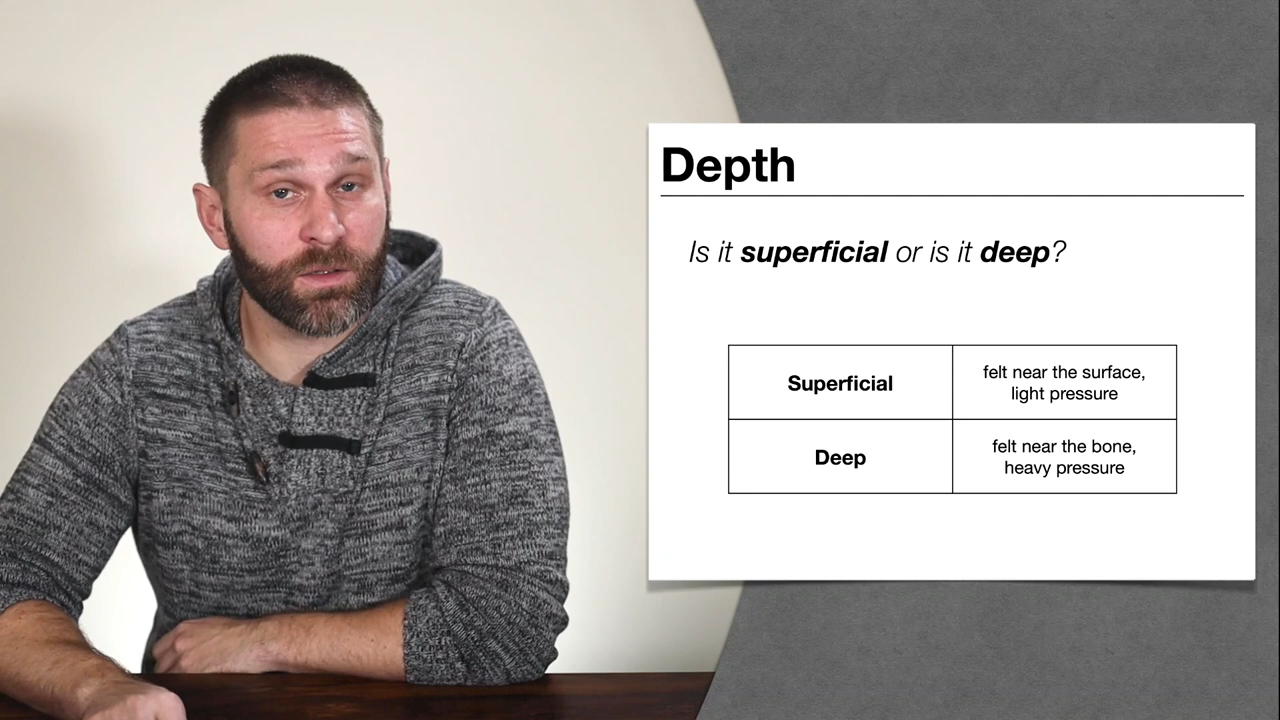 Depth
Is it superficial or is it deep?
Superficial
felt near the surface,
light pressure
Deep
felt near the bone,
heavy pressure